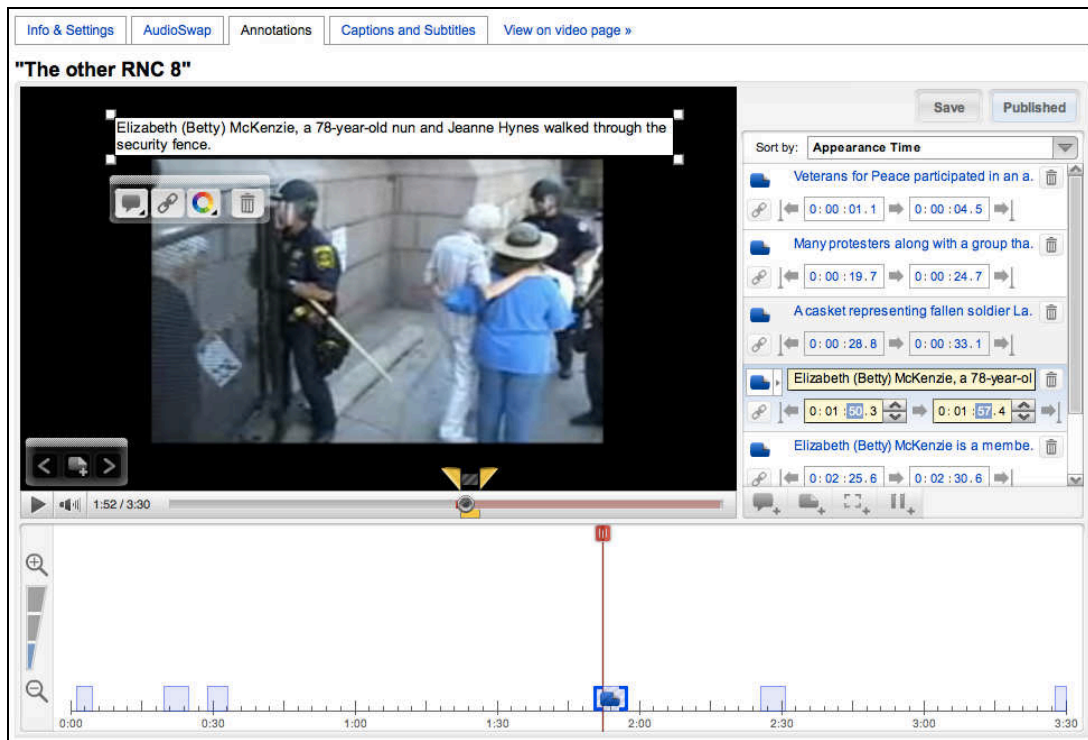 Info & Settings
AudioSwap
Annotations
Captions and Subtitles
View on video page »
"The other RNC 8"
Elizabeth (Betty) McKenzie, a 78-year-old nun and Jeanne Hynes walked through the
security fence.
1:52 / 3:30
Save
Published
Sort by: Appearance Time
Veterans for Peace participated in an a.
0: 00 :01. 1 0: 00 :04. 5
Many protesters along with a group tha.
0: 00 :19. 7 0: 00 :24. 7
A casket representing fallen soldier La.
0: 00 :28. 8 0: 00 :33. 1
Elizabeth (Betty) McKenzie, a 78-year-ol
0: 01 :50. 3 0: 01 :57. 4
Elizabeth (Betty) McKenzie is a membe.
0: 02 :25. 6 0: 02 :30. 6
0:00 0:30 1:00 1:30 2:00 2:30 3:00 3:30